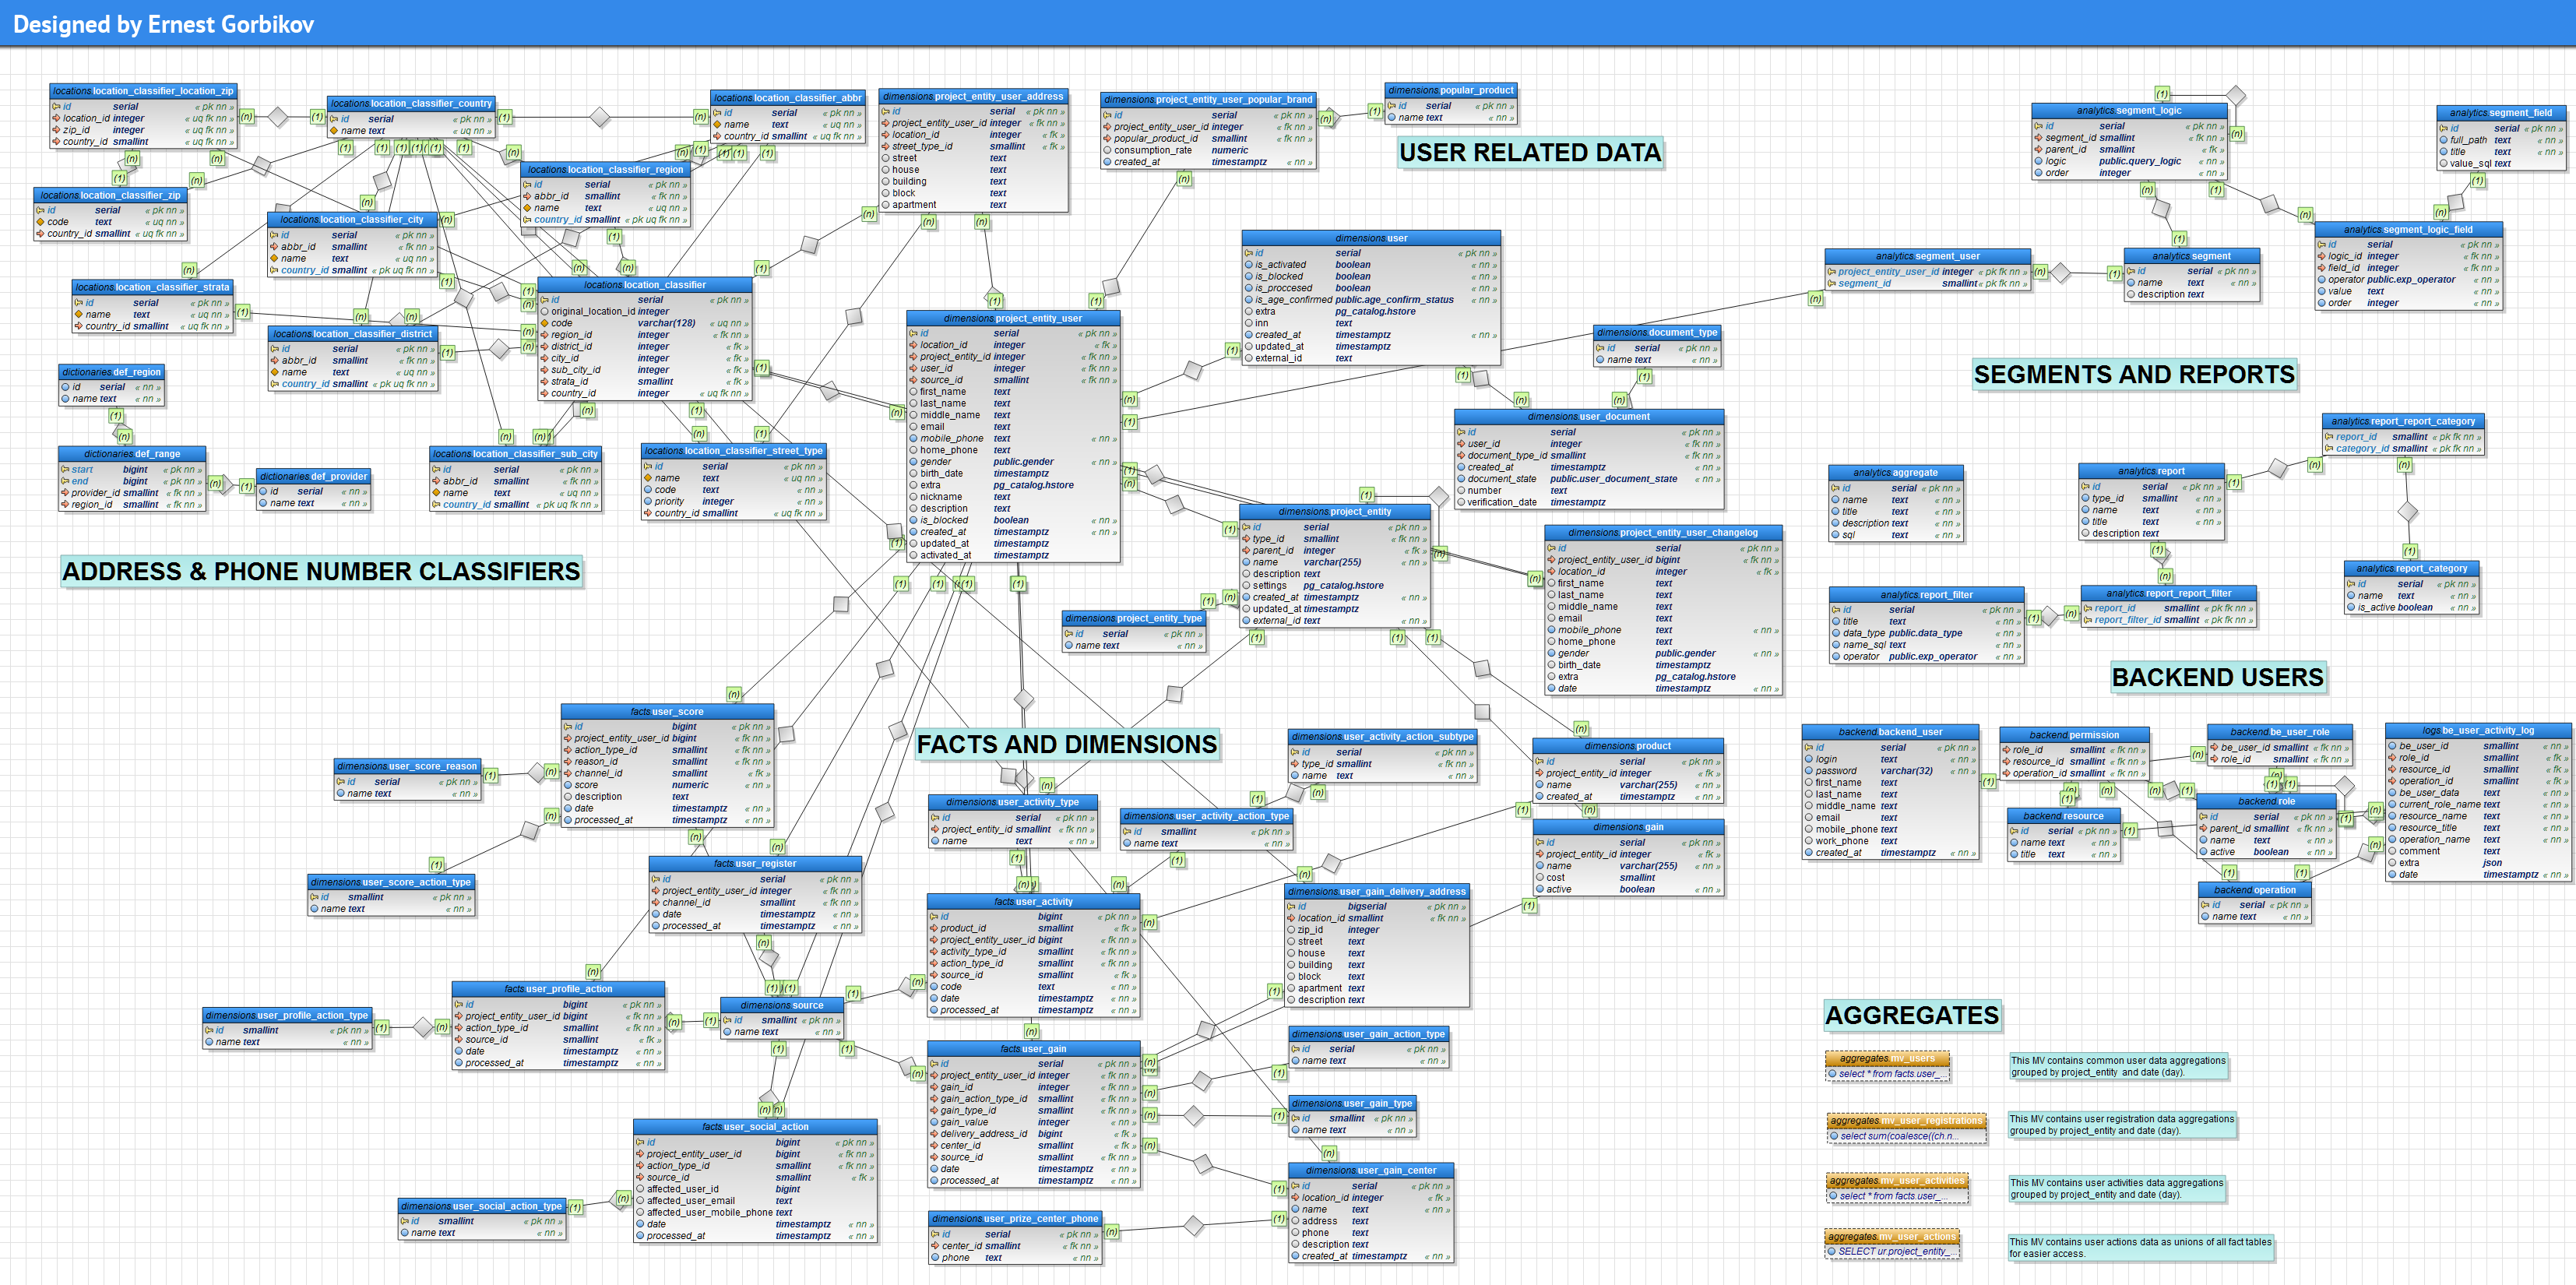 Designed by Ernest Gorbikov
locations.location_classifier_location_zip
id serial « pk nn »
location_id integer « uq fk nn »
zip_id integer « uq fk nn »
country_id smallint « uq fk nn »
locations.location_classifier_country
id serial « pk nn »
name text « uq nn »
locations.location_classifier_abbr
id serial « pk nn »
name text « uq nn »
country_id smallint « uq fk nn »
locations.location_classifier_zip
id serial « pk nn »
code text « uq nn »
country_id smallint « uq fk nn »
locations.location_classifier_region
id serial « pk nn »
abbr_id smallint « fk nn »
name text « uq nn »
country_id smallint « pk uq fk nn »
locations.location_classifier_city
id serial « pk nn »
abbr_id smallint « fk nn »
name text « uq nn »
country_id smallint « pk uq fk nn »
locations.location_classifier_strata
id serial « pk nn »
name text « uq nn »
country_id smallint « uq fk nn »
locations.location_classifier_district
id serial « pk nn »
abbr_id smallint « fk nn »
name text « uq nn »
country_id smallint « pk uq fk nn »
locations.location_classifier
id serial « pk nn »
original_location_id integer
code varchar(128) « uq nn »
region_id integer « fk nn »
district_id integer « fk »
city_id integer « fk »
sub_city_id integer « fk »
strata_id smallint « fk »
country_id integer « uq fk nn »
dictionaries.def_region
id serial « nn »
name text « nn »
dictionaries.def_range
start bigint « pk nn »
end bigint « pk nn »
provider_id smallint « fk nn »
region_id smallint « fk nn »
dictionaries.def_provider
id serial « nn »
name text « nn »
locations.location_classifier_sub_city
id serial « pk nn »
abbr_id smallint « fk nn »
name text « uq nn »
country_id smallint « pk uq fk nn »
locations.location_classifier_street_type
id serial « pk nn »
name text « uq nn »
code text « nn »
priority integer « nn »
country_id smallint « uq fk nn »
ADDRESS & PHONE NUMBER CLASSIFIERS
dimensions.project_entity_user_address
id serial « pk nn »
project_entity_user_id integer « fk nn »
location_id integer « fk »
street_type_id smallint « fk »
street text
house text
building text
block text
apartment text
dimensions.project_entity_user_popular_brand
id serial « pk nn »
project_entity_user_id integer « fk nn »
popular_product_id smallint « fk nn »
consumption_rate numeric
created_at timestamptz « nn »
dimensions.popular_product
id serial « pk nn »
name text « nn »
USER RELATED DATA
dimensions.user
id serial « pk nn »
is_activated boolean « nn »
is_blocked boolean « nn »
is_proccesed boolean « nn »
is_age_confirmed public.age_confirm_status « nn »
extra pg_catalog.hstore
inn text
created_at timestamptz « nn »
updated_at timestamptz
external_id text
dimensions.project_entity_user
id serial « pk nn »
location_id integer « fk »
project_entity_id integer « fk nn »
user_id integer « fk nn »
source_id smallint « fk nn »
first_name text
last_name text
middle_name text
email text
mobile_phone text « nn »
home_phone text
gender public.gender « nn »
birth_date timestamptz
extra pg_catalog.hstore
nickname text
description text
is_blocked boolean « nn »
created_at timestamptz « nn »
updated_at timestamptz
activated_at timestamptz
dimensions.document_type
id serial « pk nn »
name text « nn »
dimensions.user_document
id serial « pk nn »
user_id integer « fk nn »
document_type_id smallint « fk nn »
created_at timestamptz « nn »
document_state public.user_document_state « nn »
number text
verification_date timestamptz
dimensions.project_entity
id serial « pk nn »
type_id smallint « fk nn »
parent_id integer « fk »
name varchar(255) « nn »
description text
settings pg_catalog.hstore
created_at timestamptz « nn »
updated_at timestamptz
external_id text « nn »
dimensions.project_entity_type
id serial « pk nn »
name text « nn »
dimensions.project_entity_user_changelog
id serial « pk nn »
project_entity_user_id bigint « fk nn »
location_id integer « fk »
first_name text
last_name text
middle_name text
email text
mobile_phone text « nn »
home_phone text
gender public.gender « nn »
birth_date timestamptz
extra pg_catalog.hstore
date timestamptz « nn »
analytics.segment_logic
id serial « pk nn »
segment_id smallint « fk nn »
parent_id smallint « fk »
logic public.query_logic « nn »
order integer « nn »
analytics.segment_field
id serial « pk nn »
full_path text « nn »
title text « nn »
value_sql text « nn »
analytics.segment_user
project_entity_user_id integer « pk fk nn »
segment_id smallint « pk fk nn »
analytics.segment
id serial « pk nn »
name text « nn »
description text
analytics.segment_logic_field
id serial « pk nn »
logic_id integer « fk nn »
field_id integer « fk nn »
operator public.exp_operator « nn »
value text « nn »
order integer « nn »
SEGMENTS AND REPORTS
analytics.aggregate
id serial « pk nn »
name text « nn »
title text « nn »
description text « nn »
sql text « nn »
analytics.report
id serial « pk nn »
type_id smallint « nn »
name text « nn »
title text « nn »
description text
analytics.report_report_category
report_id smallint « pk fk nn »
category_id smallint « pk fk nn »
analytics.report_category
id serial « pk nn »
name text « nn »
is_active boolean « nn »
analytics.report_filter
id serial « pk nn »
title text « nn »
data_type public.data_type « nn »
name_sql text « nn »
operator public.exp_operator « nn »
analytics.report_report_filter
report_id smallint « pk fk nn »
report_filter_id smallint « pk fk nn »
BACKEND USERS
backend.backend_user
id serial « pk nn »
login text « nn »
password varchar(32) « nn »
first_name text
last_name text
middle_name text
email text
mobile_phone text
work_phone text
created_at timestamptz « nn »
backend.permission
role_id smallint « fk nn »
resource_id smallint « fk nn »
operation_id smallint « fk nn »
backend.be_user_role
be_user_id smallint « fk nn »
role_id smallint « fk nn »
logs.be_user_activity_log
be_user_id smallint « nn »
role_id smallint « nn »
resource_id smallint « nn »
operation_id smallint « nn »
be_user_data text « nn »
current_role_name text « nn »
resource_name text « nn »
resource_title text « nn »
operation_name text « nn »
comment text « nn »
extra json
date timestamptz « nn »
backend.resource
id serial « pk nn »
name text « nn »
title text « nn »
backend.role
id serial « pk nn »
parent_id smallint « fk nn »
name text « nn »
active boolean « nn »
backend.operation
id serial « pk nn »
name text « nn »
FACTS AND DIMENSIONS
facts.user_score
id bigint « pk nn »
project_entity_user_id bigint « fk nn »
action_type_id smallint « fk nn »
reason_id smallint « fk nn »
channel_id smallint « fk »
score numeric « nn »
description text
date timestamptz « nn »
processed_at timestamptz « nn »
dimensions.user_score_reason
id serial « pk nn »
name text « nn »
dimensions.user_score_action_type
id smallint « pk nn »
name text « nn »
facts.user_register
id serial « pk nn »
project_entity_user_id integer « fk nn »
channel_id smallint « fk nn »
date timestamptz « nn »
processed_at timestamptz « nn »
dimensions.user_activity_type
id serial « pk nn »
project_entity_id smallint « fk nn »
name text « nn »
dimensions.user_activity_action_subtype
id serial « pk nn »
type_id smallint « fk nn »
name text « nn »
dimensions.user_activity_action_type
id smallint « pk nn »
name text « nn »
dimensions.product
id serial « pk nn »
project_entity_id integer « fk »
name varchar(255) « nn »
created_at timestamptz « nn »
dimensions.gain
id serial « pk nn »
project_entity_id integer « fk »
name varchar(255) « nn »
cost smallint
active boolean « nn »
facts.user_activity
id bigint « pk nn »
product_id smallint « fk »
project_entity_user_id bigint « fk nn »
activity_type_id smallint « fk nn »
action_type_id smallint « fk nn »
source_id smallint « fk »
code text « nn »
date timestamptz « nn »
processed_at timestamptz « nn »
dimensions.user_gain_delivery_address
id bigserial « pk nn »
location_id smallint « fk nn »
zip_id integer
street text
house text
building text
block text
apartment text
description text
facts.user_profile_action
id bigint « pk nn »
project_entity_user_id bigint « fk nn »
action_type_id smallint « fk nn »
source_id smallint « fk »
date timestamptz « nn »
processed_at timestamptz « nn »
dimensions.user_profile_action_type
id smallint « pk nn »
name text « nn »
dimensions.source
id smallint « pk nn »
name text « nn »
facts.user_gain
id serial « pk nn »
project_entity_user_id integer « fk nn »
gain_id integer « fk nn »
gain_action_type_id smallint « fk nn »
gain_type_id smallint « fk nn »
gain_value integer « nn »
delivery_address_id bigint « fk »
center_id smallint « fk »
source_id smallint « fk »
date timestamptz « nn »
processed_at timestamptz « nn »
dimensions.user_gain_action_type
id serial « pk nn »
name text « nn »
dimensions.user_gain_type
id smallint « pk nn »
name text « nn »
dimensions.user_gain_center
id serial « pk nn »
location_id integer « fk »
name text « nn »
address text
phone text
description text
created_at timestamptz « nn »
dimensions.user_prize_center_phone
id serial « pk nn »
center_id smallint « fk nn »
phone text « nn »
facts.user_social_action
id bigint « pk nn »
project_entity_user_id bigint « fk nn »
action_type_id smallint « fk nn »
source_id smallint « fk »
affected_user_id bigint
affected_user_email text
affected_user_mobile_phone text
date timestamptz « nn »
processed_at timestamptz « nn »
dimensions.user_social_action_type
id smallint « pk nn »
name text « nn »
AGGREGATES
aggregates.mv_users
select * from facts.user_...
This MV contains common user data aggregations
grouped by project_entity and date (day).
aggregates.mv_user_registrations
select sum(coalesce((ch.n...
This MV contains user registration data aggregations
grouped by project_entity and date (day).
aggregates.mv_user_activities
select * from facts.user_...
This MV contains user activities data aggregations
grouped by project_entity and date (day).
aggregates.mv_user_actions
SELECT ur.project_entity_...
This MV contains user actions data as unions of all fact tables
for easier access.